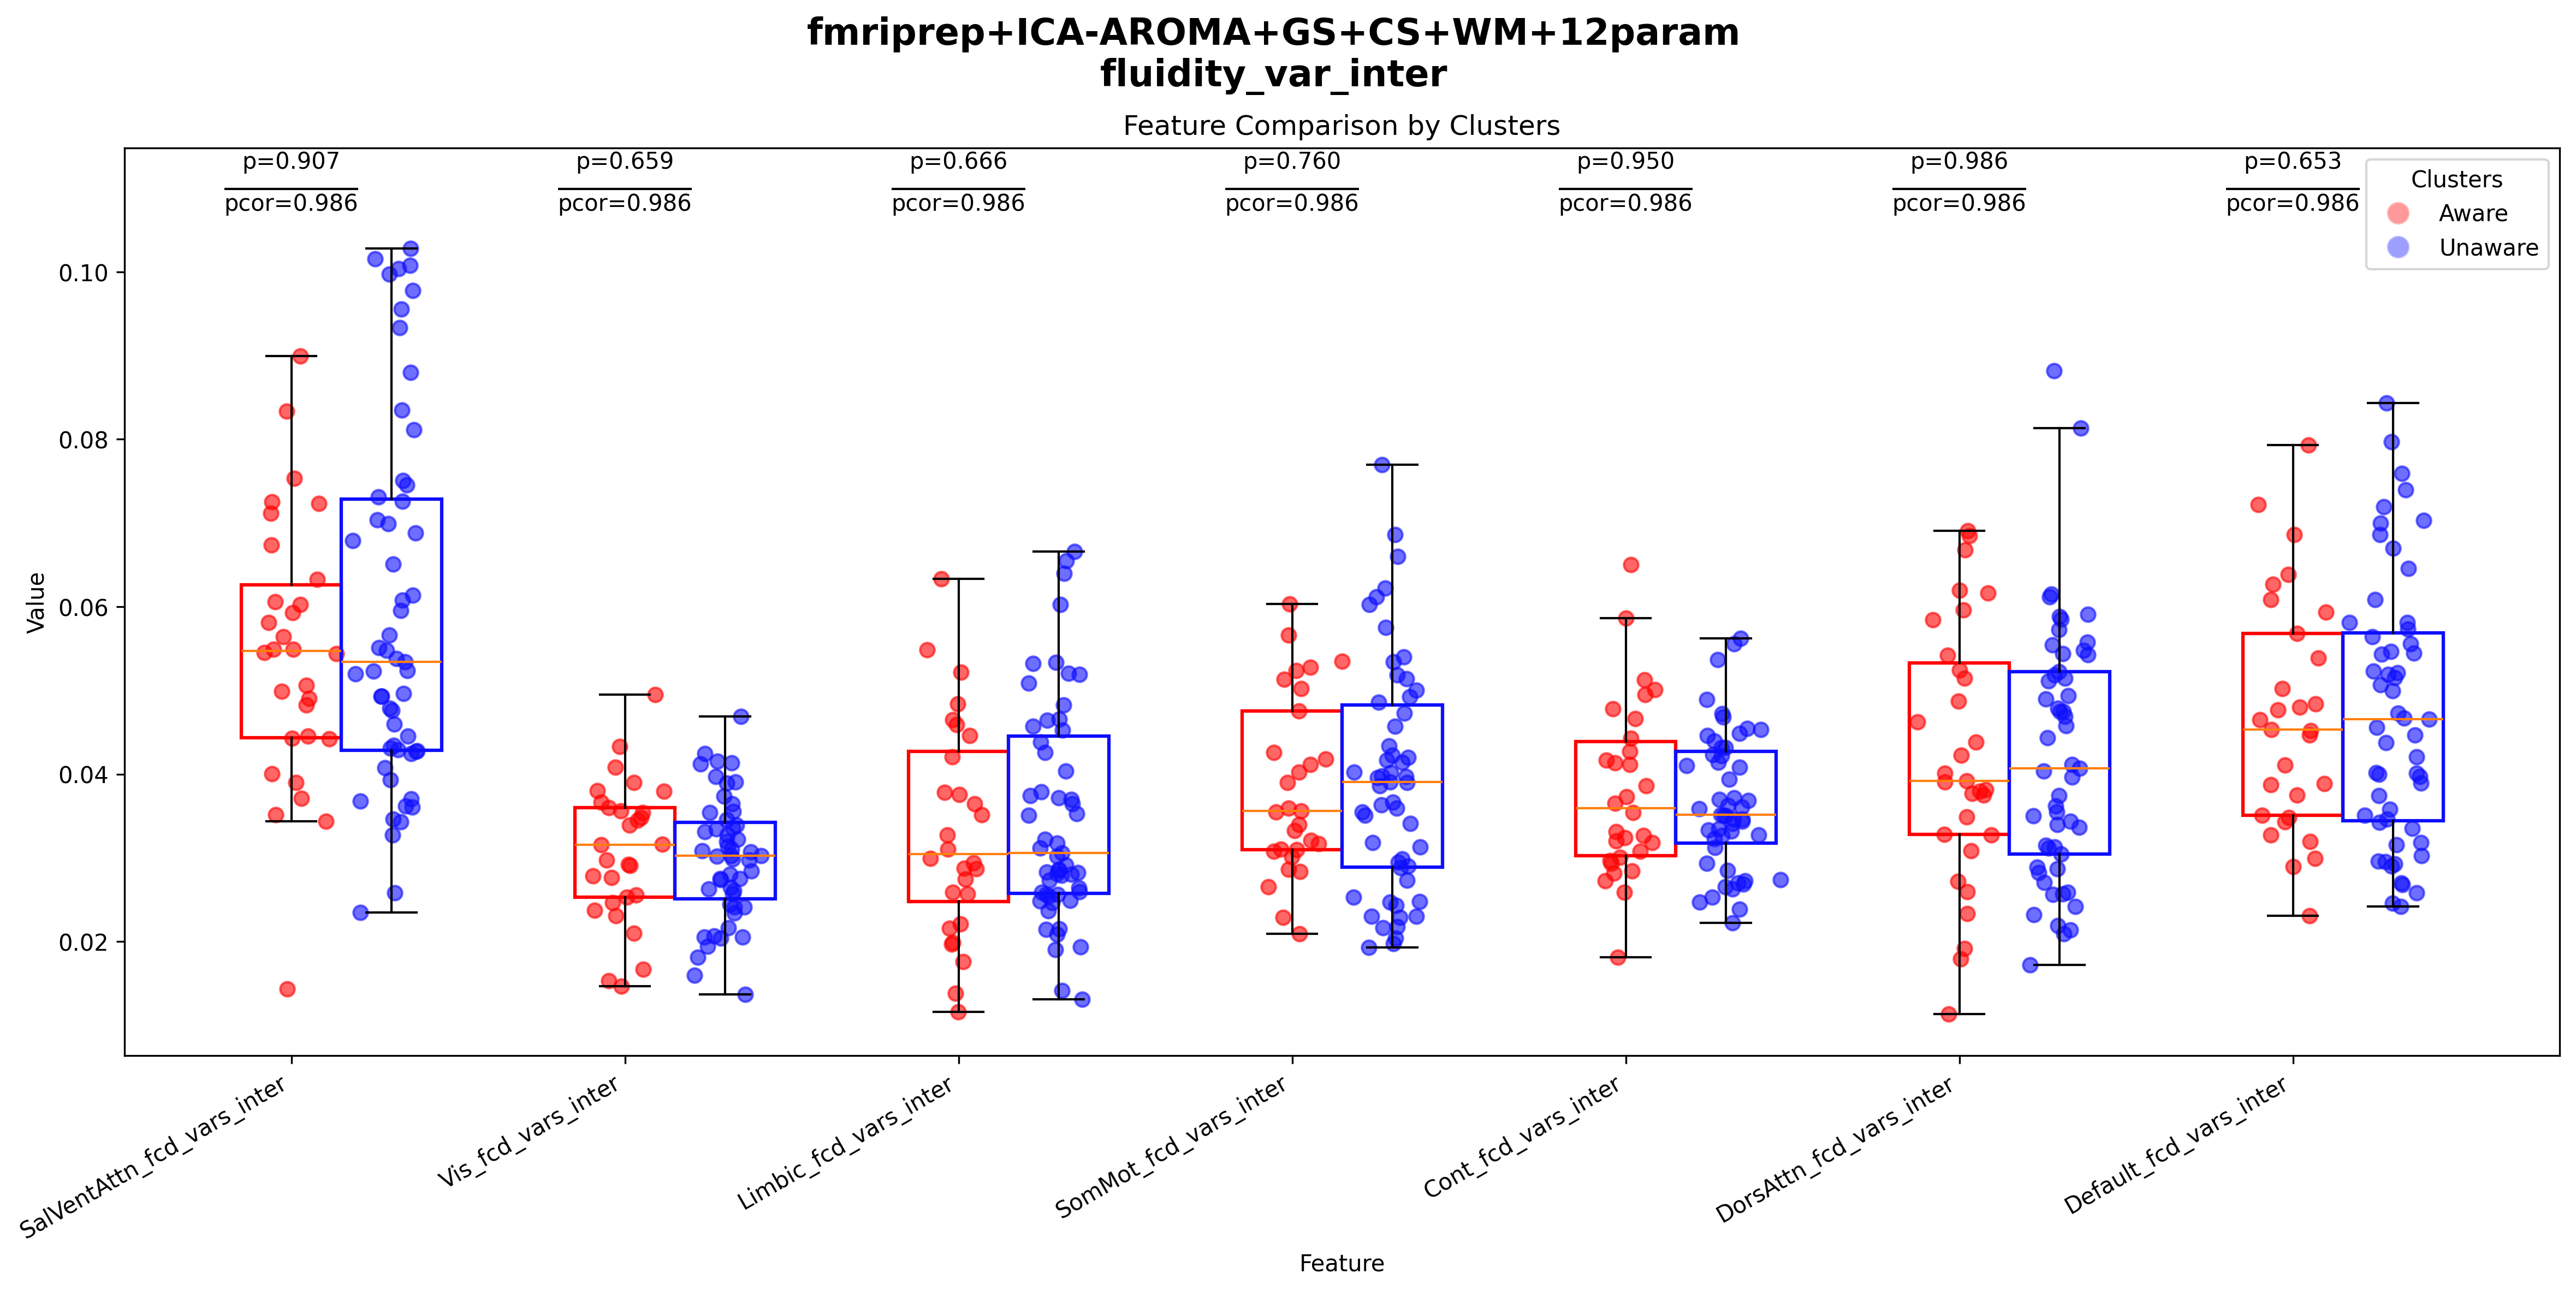 fmriprep+ICA-AROMA+GS+CS+WM+12param
fluidity_var_inter
Feature Comparison by Clusters
p=0.907 p=0.659 p=0.666 p=0.760 p=0.950 p=0.986 p=0.653
pcor=0.986 pcor=0.986 pcor=0.986 pcor=0.986 pcor=0.986 pcor=0.986 pcor=0.986
Clusters
Aware
Unaware
Value
0.10
0.08
0.06
0.04
0.02
SalVentAttn_fcd_vars_inter
Vis_fcd_vars_inter
Limbic_fcd_vars_inter
SomMot_fcd_vars_inter
Cont_fcd_vars_inter
DorsAttn_fcd_vars_inter
Default_fcd_vars_inter
Feature